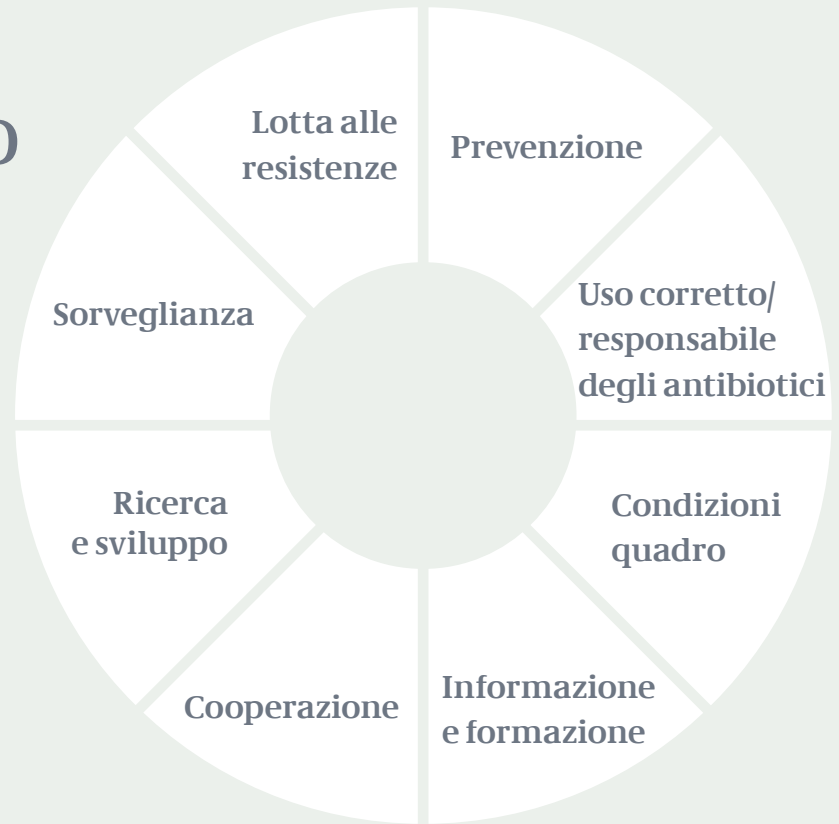 Lotta alle
resistenze
Prevenzione
Sorveglianza
Uso corretto/
responsabile
degli antibiotici
Ricerca
e sviluppo
Condizioni
quadro
Cooperazione
Informazione
e formazione